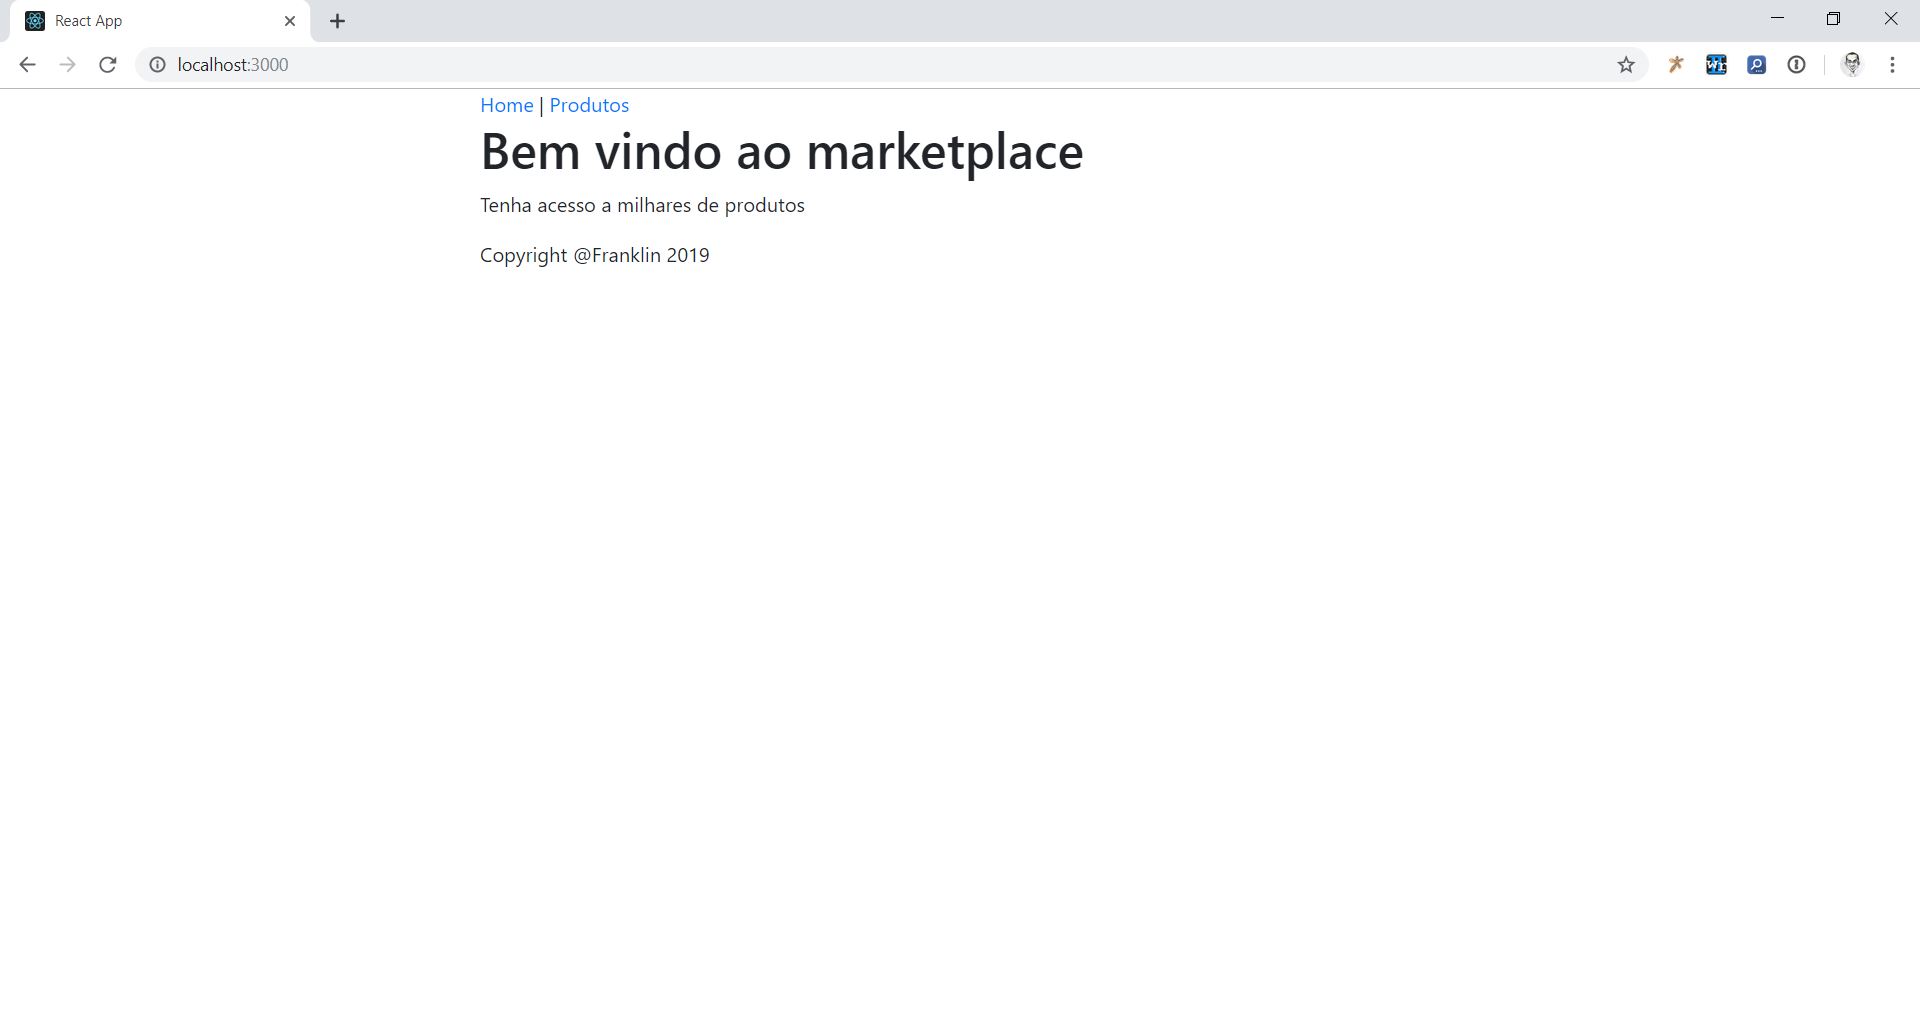 React App
localhost:3000
Home | Produtos
Bem vindo ao marketplace
Tenha acesso a milhares de produtos
Copyright @Franklin 2019